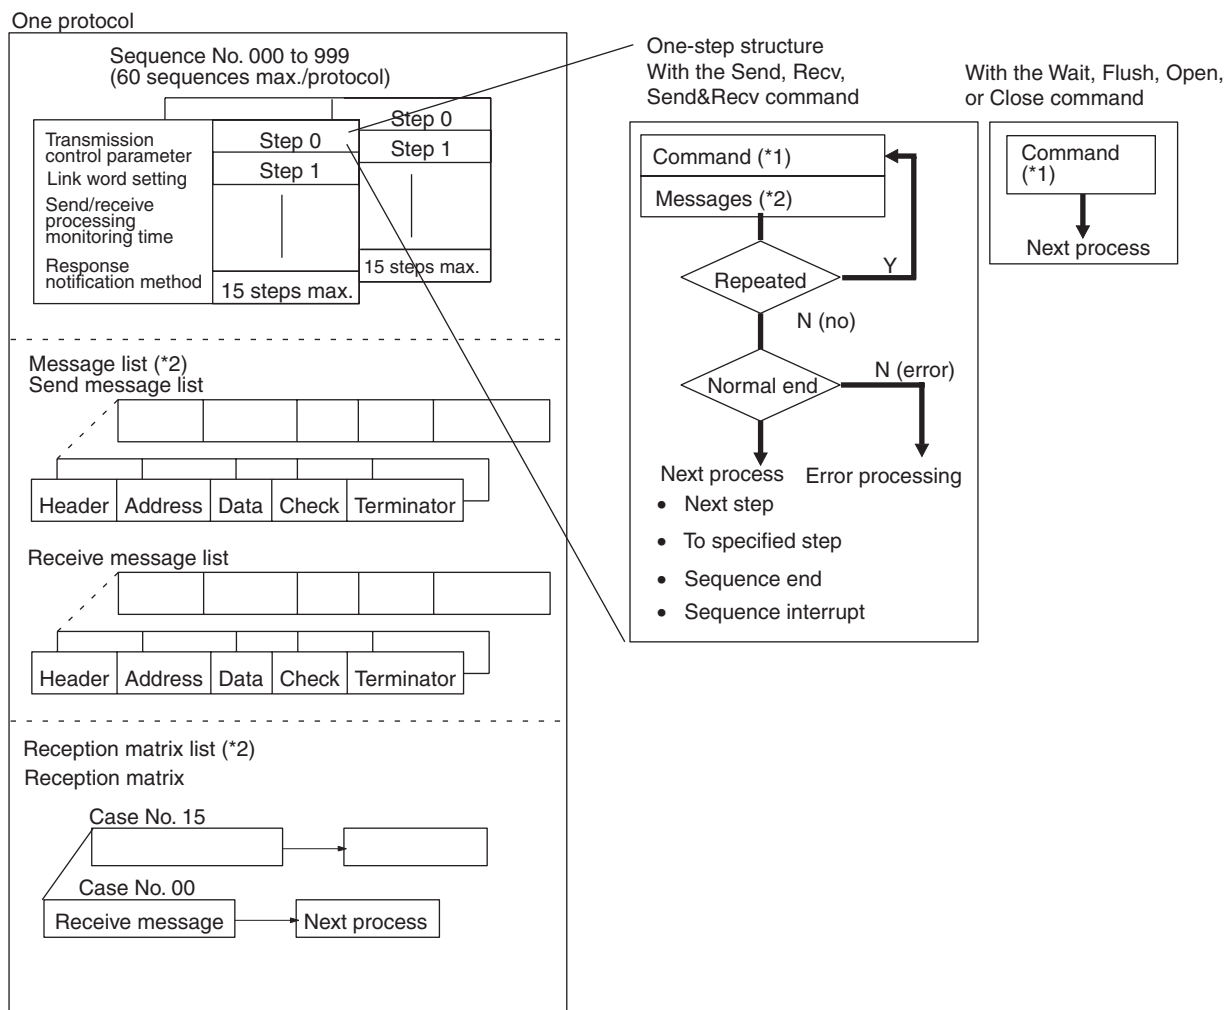 One protocol
Sequence No. 000 to 999
(60 sequences max./protocol)
Step 0
Step 1
15 steps max.
Transmission
control parameter
Link word setting
Send/receive
processing
monitoring time
Response
notification method
Step 0
Step 1
15 steps max.
Message list (*2)
Send message list
Header Address Data Check Terminator
Receive message list
Header Address Data Check Terminator
Reception matrix list (*2)
Reception matrix
Case No. 15
Case No. 00
Receive message
Next process
One-step structure
With the Send, Recv,
Send&Recv command
Command (*1)
Messages (*2)
Repeated
Y
N (no)
Normal end
N (error)
Next process
Error processing
• Next step
• To specified step
• Sequence end
• Sequence interrupt
With the Wait, Flush, Open,
or Close command
Command
(*1)
Next process